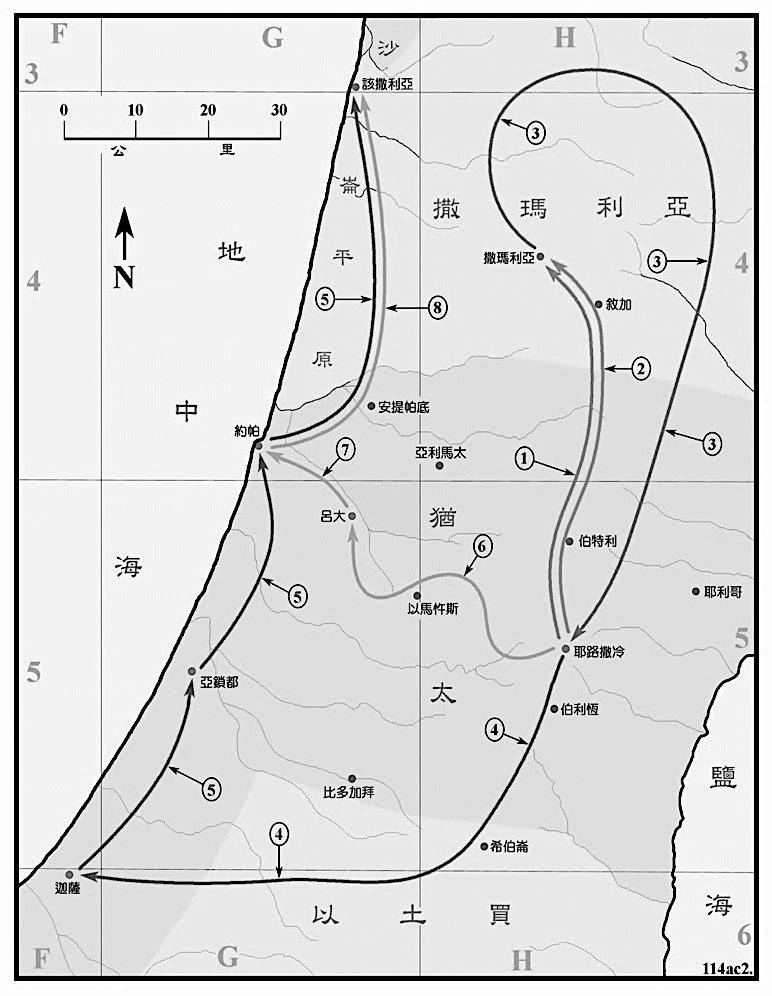 F G H
3 3
沙
該撒利亞
0 10 20 30
公 里
③
崙
撒 瑪 利 亞
N
地
平
撒瑪利亞
③
4 4
⑤ ⑧
敘加
原
②
中
安提帕底
約帕
⑦
亞利馬太
①
③
呂大
猶
⑥
伯特利
海
⑤
以馬忤斯
耶利哥
5 5
耶路撒冷
亞鎖都
太
伯利恆
④
鹽
⑤
比多加拜
④
希伯崙
迦薩
以 土 買
海
6
F G H
114ac2.